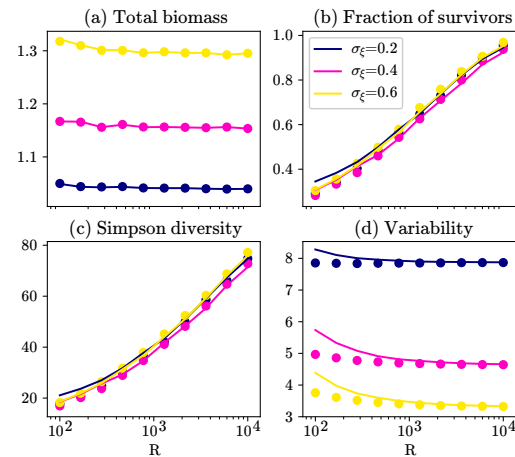 (a) Total biomass
(b) Fraction of survivors
1.3
1.2
1.1
1.0
0.8
0.6
0.4
σξ=0.2
σξ=0.4
σξ=0.6
(c) Simpson diversity
(d) Variability
80
60
40
20
8
7
6
5
4
3
10² 10³ 10⁴
10² 10³ 10⁴
R
R